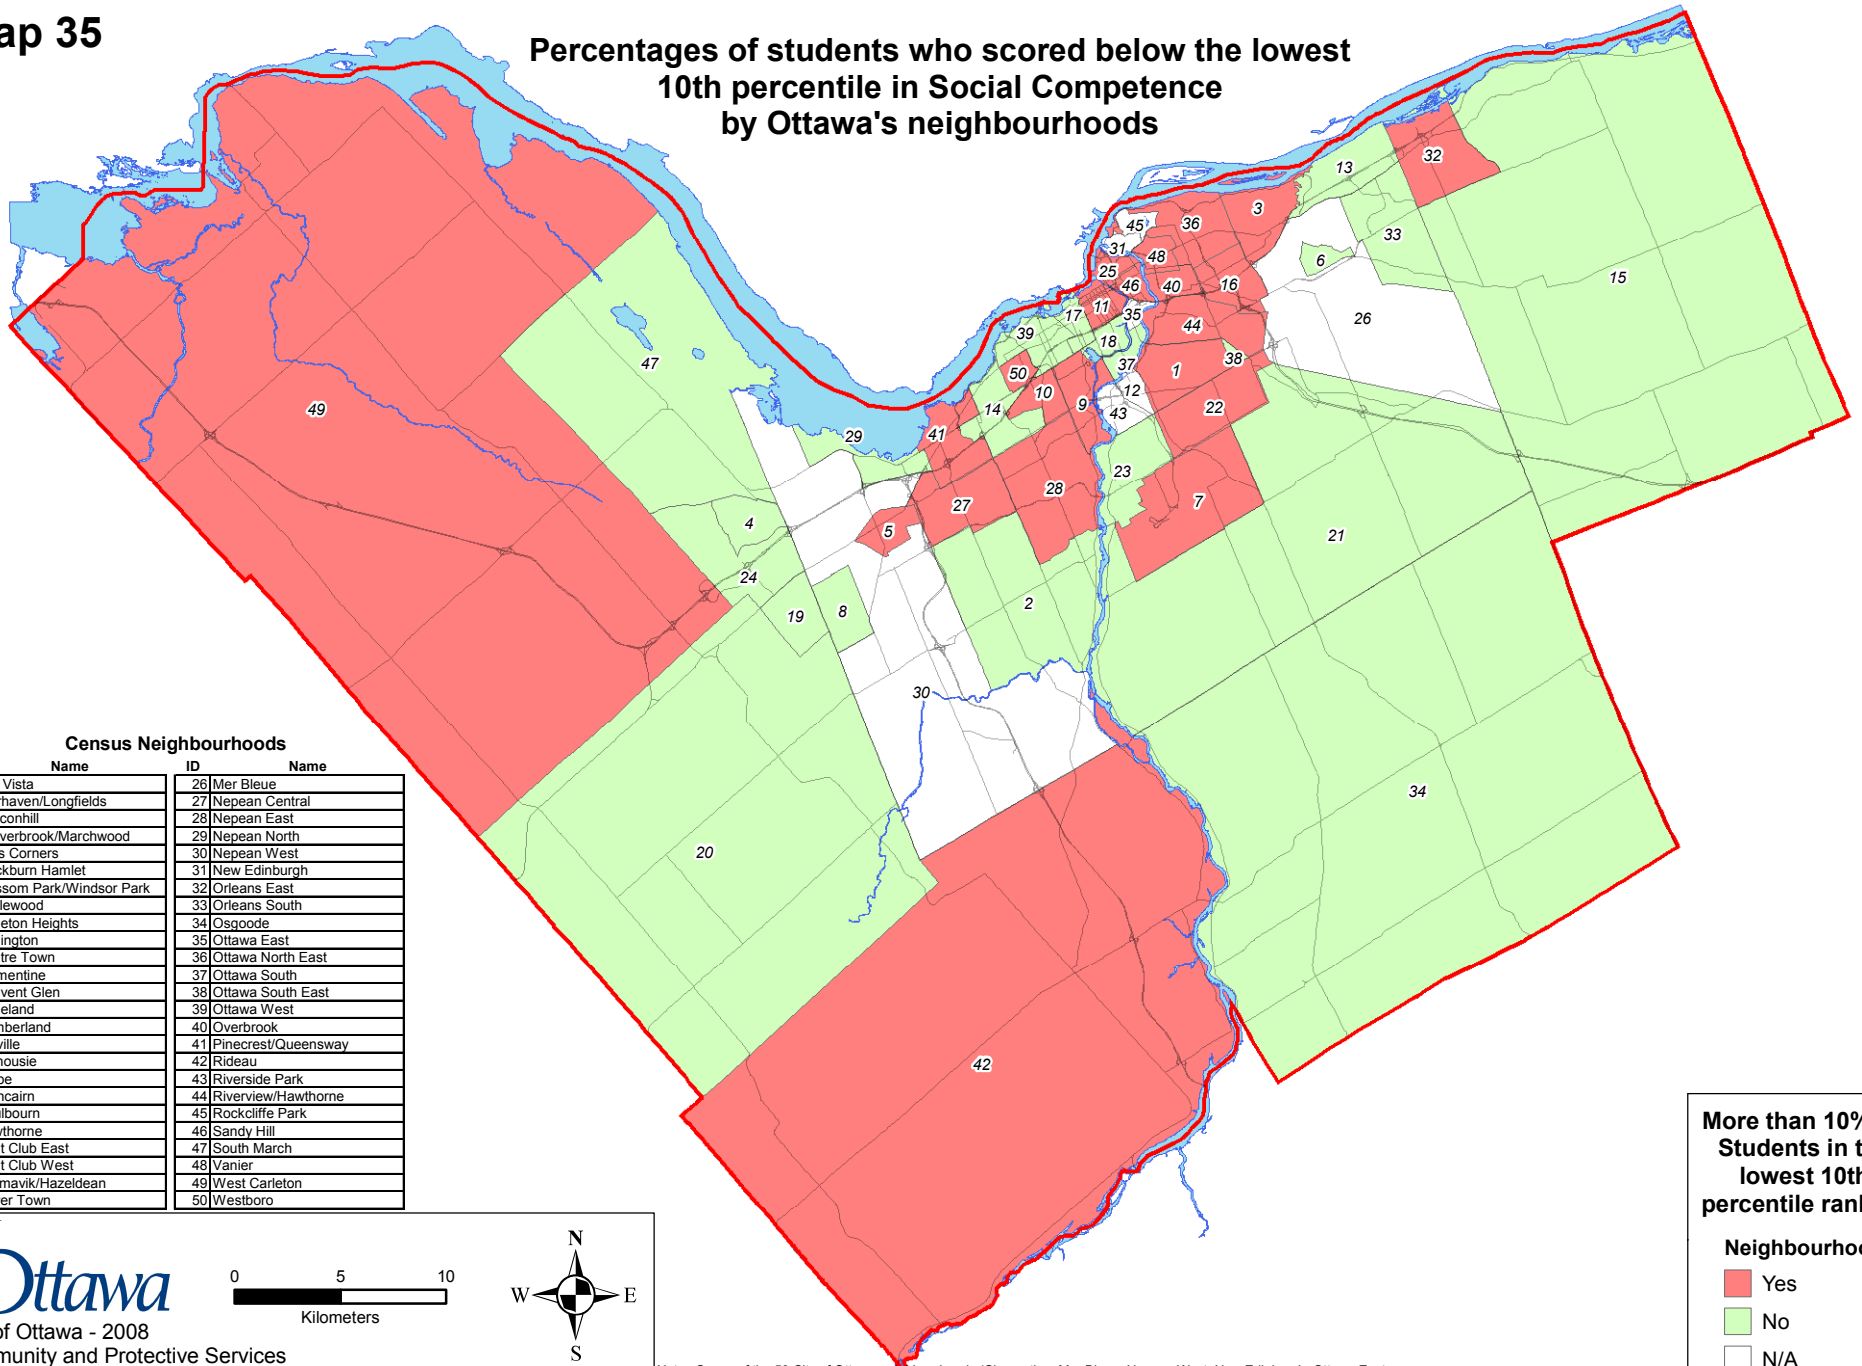 ap 35
Percentages of students who scored below the lowest
10th percentile in Social Competence
by Ottawa's neighbourhoods
13
32
3
36
45
33
31
48
6
25
15
46
40
16
11
17
35
26
39
44
18
38
47
37
1
50
12
10
9
22
49
14
43
29
41
23
28
7
27
4
5
21
24
2
8
19
30
34
20
42
Census Neighbourhoods
Name ID Name
Vista 26 Mer Bleue
rhaven/Longfields 27 Nepean Central
conhill 28 Nepean East
verbrook/Marchwood 29 Nepean North
s Corners 30 Nepean West
ckburn Hamlet 31 New Edinburgh
ssom Park/Windsor Park 32 Orleans East
lewood 33 Orleans South
leton Heights 34 Osgoode
ington 35 Ottawa East
tre Town 36 Ottawa North East
mentine 37 Ottawa South
vent Glen 38 Ottawa South East
eland 39 Ottawa West
mberland 40 Overbrook
ville 41 Pinecrest/Queensway
housie 42 Rideau
be 43 Riverside Park
ncairn 44 Riverview/Hawthorne
ulbourn 45 Rockcliffe Park
wthorne 46 Sandy Hill
t Club East 47 South March
t Club West 48 Vanier
mavik/Hazeldean 49 West Carleton
er Town 50 Westboro
Ottawa
of Ottawa - 2008
munity and Protective Services
0 5 10
Kilometers
N
W E
S
More than 10%
Students in t
lowest 10th
percentile rank
Neighbourhoo
Yes
No
N/A